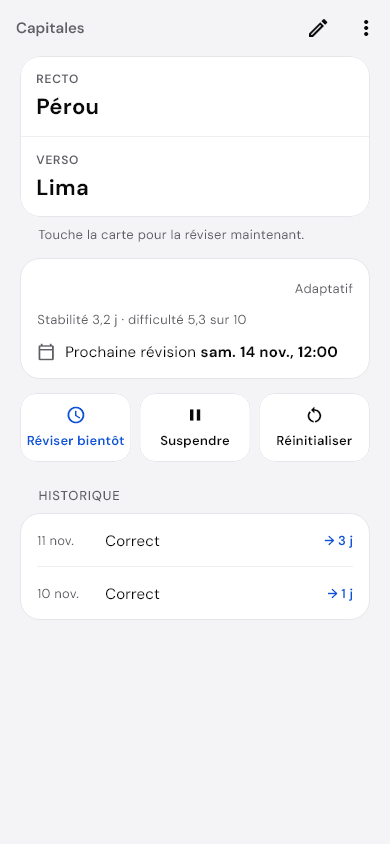 Capitales
RECTO
Pérou
VERSO
Lima
Touche la carte pour la réviser maintenant.
Adaptatif
Stabilité 3,2 j · difficulté 5,3 sur 10
Prochaine révision sam. 14 nov., 12:00
Réviser bientôt
Suspendre
Réinitialiser
HISTORIQUE
11 nov. Correct → 3 j
10 nov. Correct → 1 j